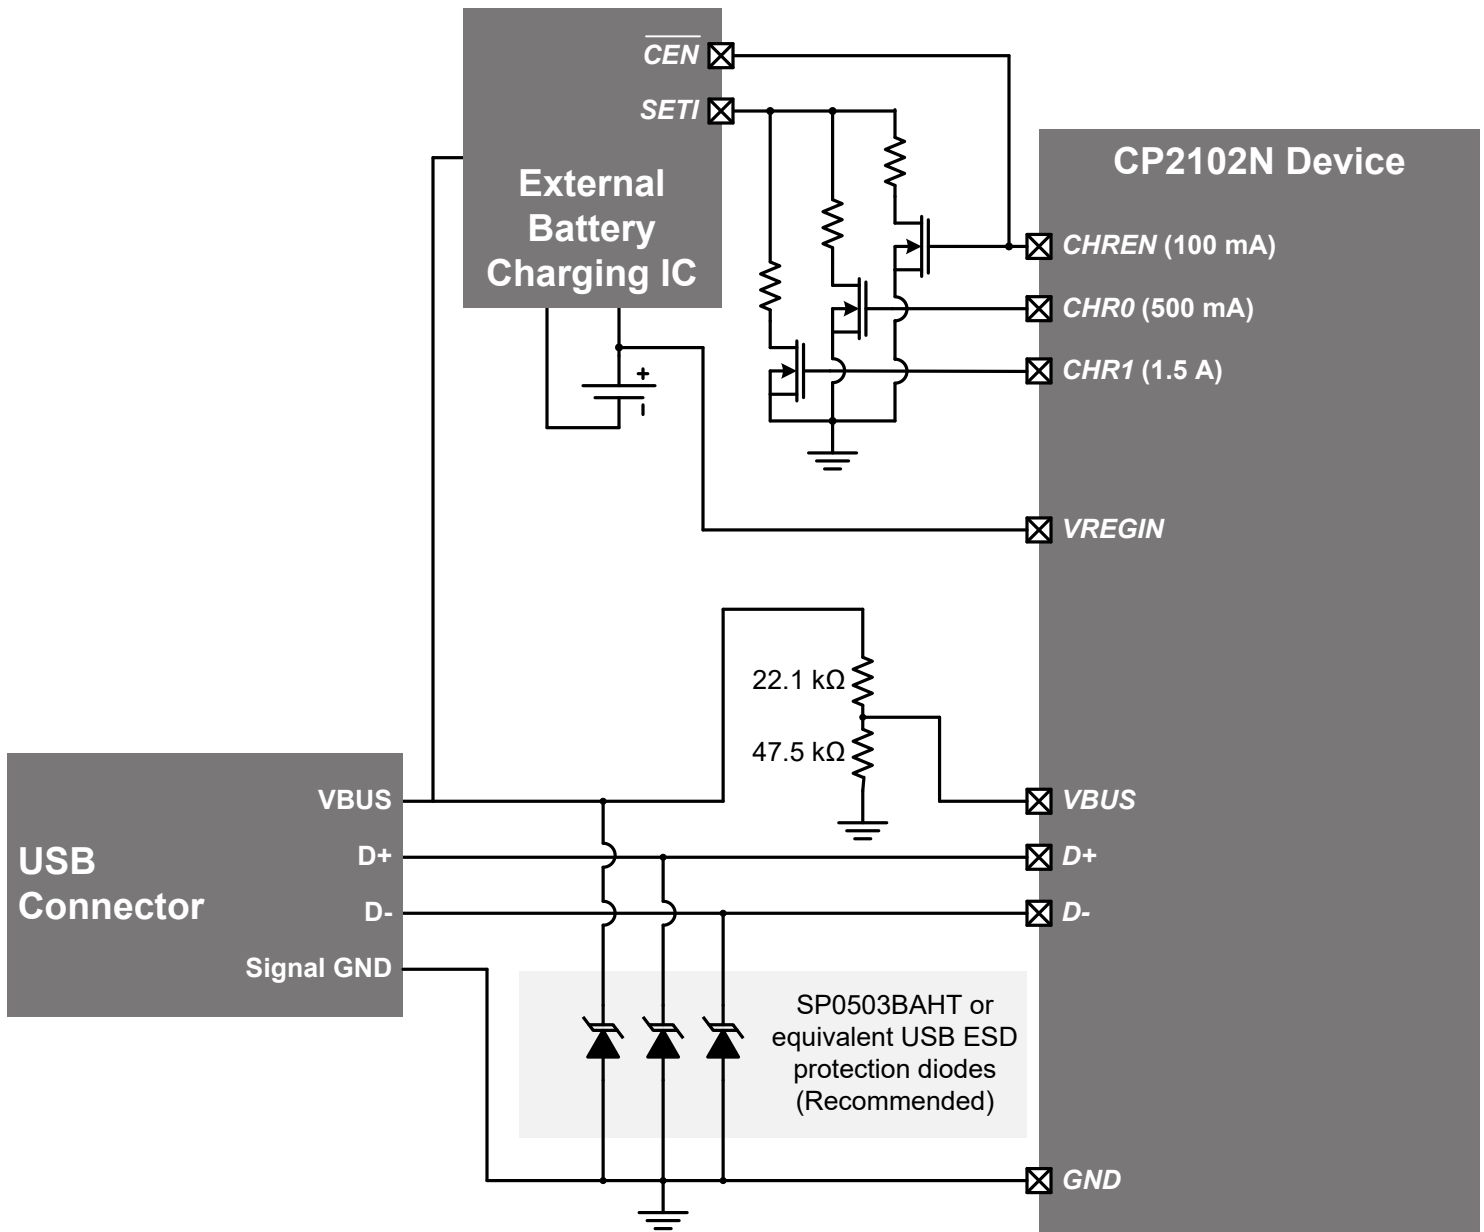 CEN
SETI
External
Battery
Charging IC
+
–
CP2102N Device
CHREN (100 mA)
CHR0 (500 mA)
CHR1 (1.5 A)
VREGIN
22.1 kΩ
47.5 kΩ
VBUS
D+
D-
GND
USB
Connector
VBUS
D+
D-
Signal GND
SP0503BAHT or
equivalent USB ESD
protection diodes
(Recommended)